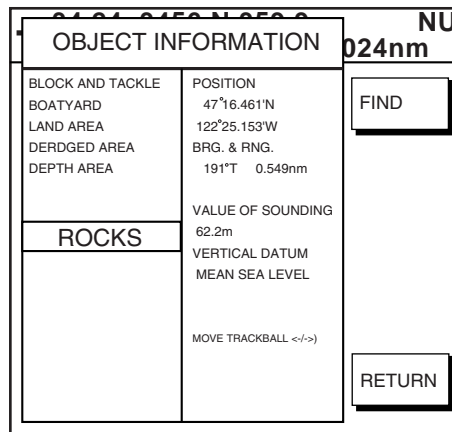 NU
OBJECT INFORMATION
024nm
BLOCK AND TACKLE
BOATYARD
LAND AREA
DERDGED AREA
DEPTH AREA
ROCKS
POSITION
47°16.461'N
122°25.153'W
BRG. & RNG.
191°T 0.549nm
VALUE OF SOUNDING
62.2m
VERTICAL DATUM
MEAN SEA LEVEL
MOVE TRACKBALL <-/->)
FIND
RETURN